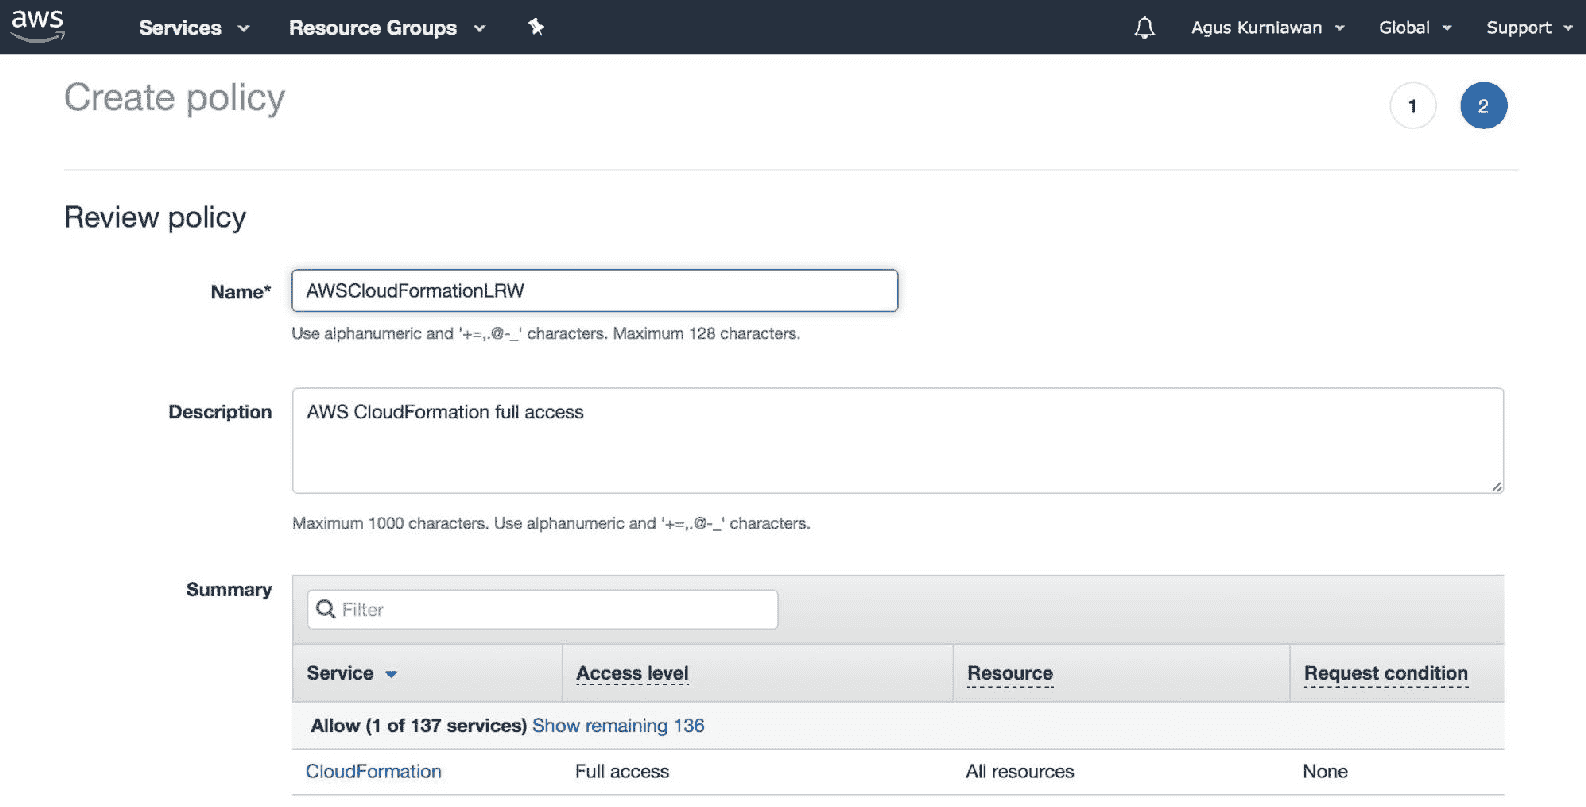 aws Services Resource Groups Agus Kurniawan Global Support
Create policy 1 2
Review policy
Name* AWSCloudFormationLRW
Use alphanumeric and '+=,.@-_' characters. Maximum 128 characters.
Description AWS CloudFormation full access
Maximum 1000 characters. Use alphanumeric and '+=,.@-_' characters.
Summary Filter
Service Access level Resource Request condition
Allow (1 of 137 services) Show remaining 136
CloudFormation Full access All resources None